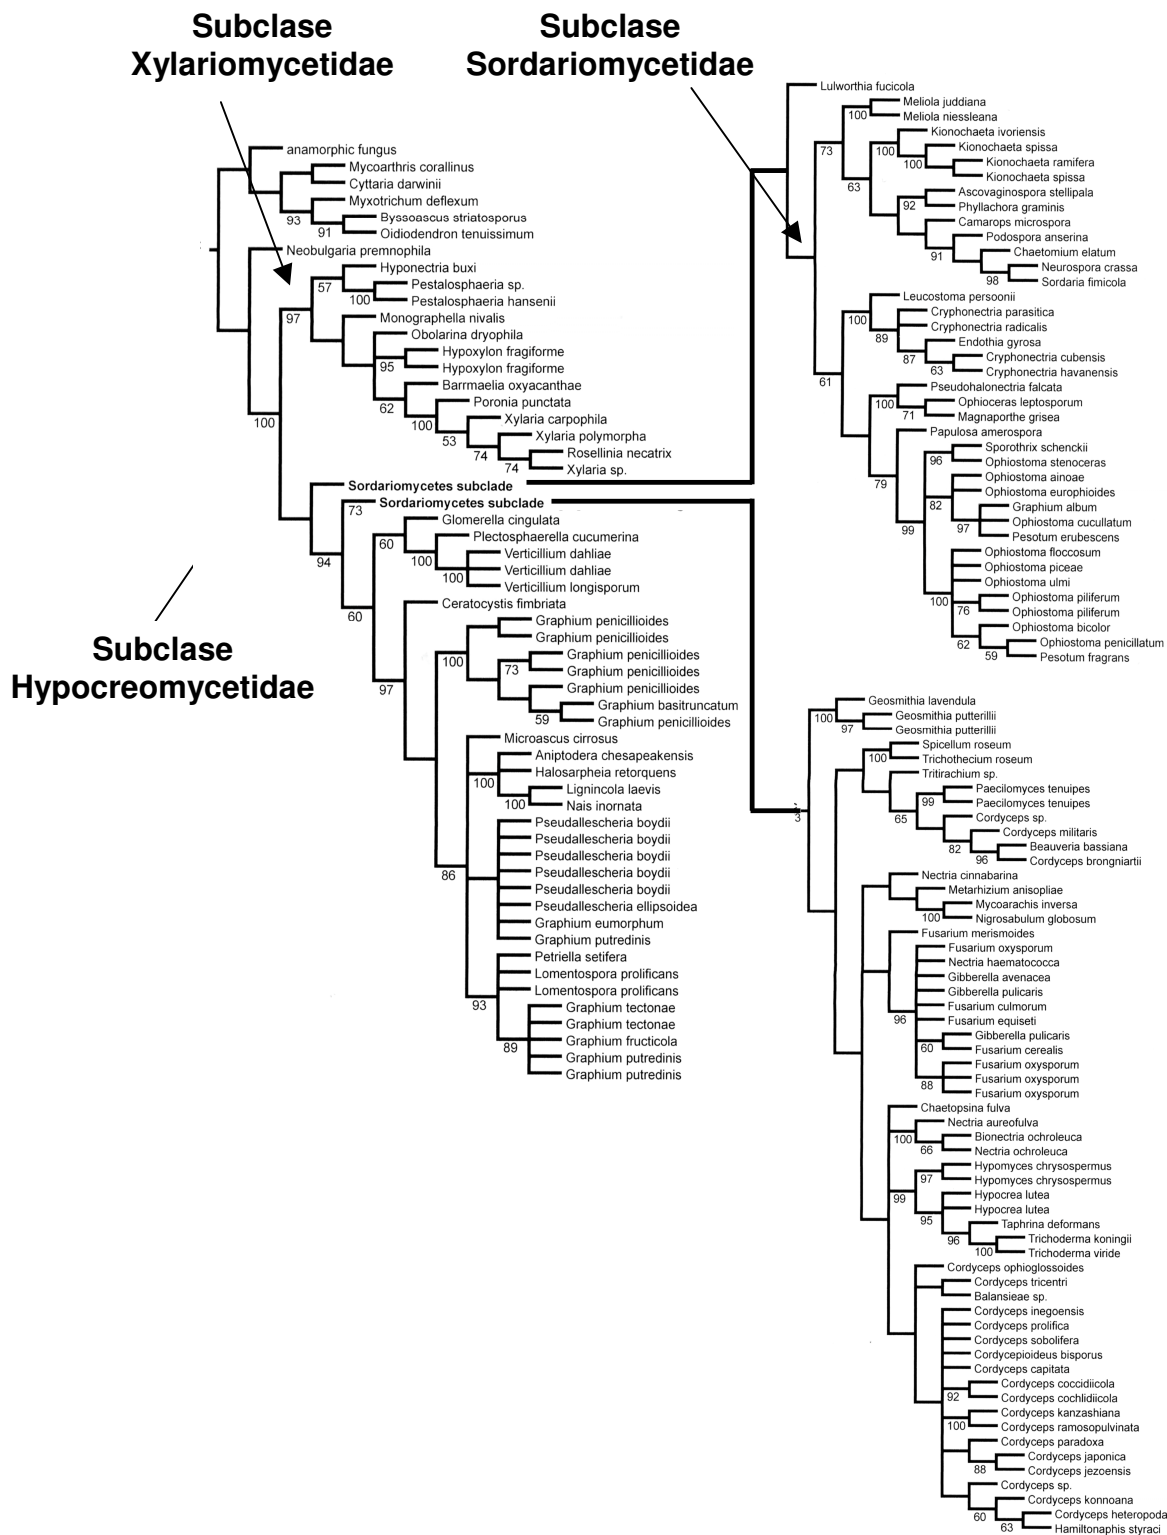 Subclase
Xylariomycetidae
Subclase
Sordariomycetidae
anamorphic fungus
Mycoarthris corallinus
Cyttaria darwinii
Myxotrichum deflexum
93
Byssoascus striatosporus
91
Oidiodendron tenuissimum
Neobulgaria premnophila
Hyponectria buxi
57
Pestalosphaeria sp.
100
Pestalosphaeria hansenii
97
Monographella nivalis
Obolarina dryophila
Hypoxylon fragiforme
95
Hypoxylon fragiforme
Barrmaelia oxyacanthae
62
Poronia punctata
100
Xylaria carpophila
53
Xylaria polymorpha
74
Rosellinia necatrix
74
Xylaria sp.
100
Sordariomycetes subclade
73
Sordariomycetes subclade
94
Glomerella cingulata
60
Plectosphaerella cucumerina
100
Verticillium dahliae
Verticillium dahliae
100
Verticillium longisporum
60
Ceratocystis fimbriata
97
Graphium penicillioides
Graphium penicillioides
100
Graphium penicillioides
73
Graphium penicillioides
Graphium penicillioides
Graphium basitruncatum
59
Graphium penicillioides
Microascus cirrosus
Aniptodera chesapeakensis
Halosarpheia retorquens
100
Lignincola laevis
100
Nais inornata
Pseudallescheria boydii
Pseudallescheria boydii
Pseudallescheria boydii
Pseudallescheria boydii
86
Pseudallescheria boydii
Pseudallescheria ellipsoidea
Graphium eumorphum
Graphium putredinis
Petriella setifera
Lomentospora prolificans
Lomentospora prolificans
93
Graphium tectonae
Graphium tectonae
Graphium fructicola
89
Graphium putredinis
Graphium putredinis
Subclase
Hypocreomycetidae
Lulworthia fucicola
Meliola juddiana
100
Meliola niessleana
73
Kionochaeta ivoriensis
100
Kionochaeta spissa
100
Kionochaeta ramifera
Kionochaeta spissa
63
Ascovaginospora stellipala
92
Phyllachora graminis
Camarops microspora
Podospora anserina
91
Chaetomium elatum
Neurospora crassa
98
Sordaria fimicola
Leucostoma persoonii
100
Cryphonectria parasitica
89
Cryphonectria radicalis
Endothia gyrosa
87
Cryphonectria cubensis
63
Cryphonectria havanensis
61
Pseudohalonectria falcata
100
Ophioceras leptosporum
71
Magnaporthe grisea
Papulosa amerospora
79
Sporothrix schenckii
96
Ophiostoma stenoceras
Ophiostoma ainoae
Ophiostoma europhioides
82
Graphium album
99
Ophiostoma cucullatum
97
Pesotum erubescens
Ophiostoma floccosum
Ophiostoma piceae
Ophiostoma ulmi
100
Ophiostoma piliferum
76
Ophiostoma piliferum
Ophiostoma bicolor
62
Ophiostoma penicillatum
59
Pesotum fragrans
Geosmithia lavendula
100
Geosmithia putterillii
97
Geosmithia putterillii
Spicellum roseum
100
Trichothecium roseum
Tritirachium sp.
Paecilomyces tenuipes
99
Paecilomyces tenuipes
3
65
Cordyceps sp.
Cordyceps militaris
82
Beauveria bassiana
96
Cordyceps brongniartii
Nectria cinnabarina
Metarhizium anisopliae
Mycoarachis inversa
100
Nigrosabulum globosum
Fusarium merismoides
Fusarium oxysporum
Nectria haematococca
Gibberella avenacea
Gibberella pulicaris
Fusarium culmorum
96
Fusarium equiseti
Gibberella pulicaris
60
Fusarium cerealis
Fusarium oxysporum
88
Fusarium oxysporum
Fusarium oxysporum
Chaetopsina fulva
Nectria aureofulva
100
Bionectria ochroleuca
66
Nectria ochroleuca
Hypomyces chrysospermus
97
Hypomyces chrysospermus
99
Hypocrea lutea
Hypocrea lutea
95
Taphrina deformans
96
Trichoderma koningii
100
Trichoderma viride
Cordyceps ophioglossoides
Cordyceps tricentri
Balansieae sp.
Cordyceps inegoensis
Cordyceps prolifica
Cordyceps sobolifera
Cordycepioideus bisporus
Cordyceps capitata
Cordyceps coccidiicola
92
Cordyceps cochlidiicola
Cordyceps kanzashiana
100
Cordyceps ramosopulvinata
Cordyceps paradoxa
Cordyceps japonica
88
Cordyceps jezoensis
Cordyceps sp.
Cordyceps konnoana
60
Cordyceps heteropoda
63
Hamiltonaphis styraci